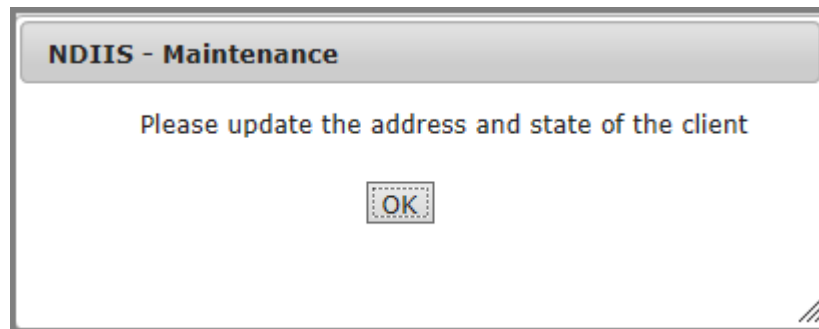 NDIIS - Maintenance
Please update the address and state of the client
OK